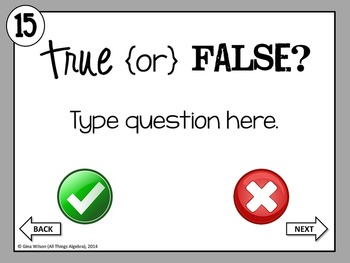 15
True {or} FALSE?
Type question here.
BACK
NEXT
© Gina Wilson (All Things Algebra), 2014